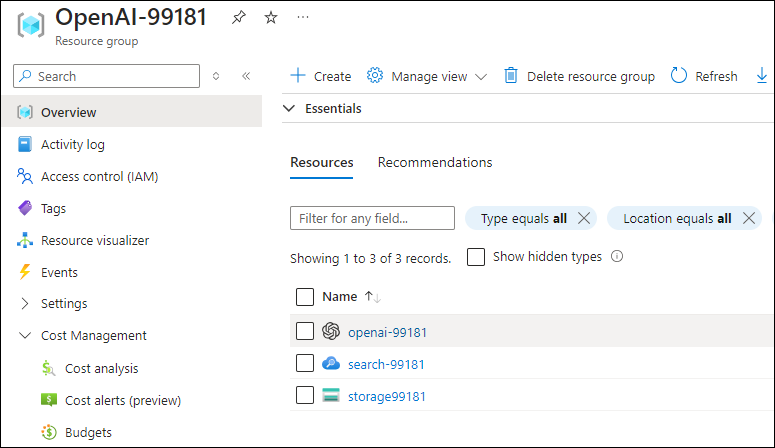 OpenAI-99181
Resource group
Search
Create Manage view Delete resource group Refresh
Overview
Activity log
Access control (IAM)
Tags
Resource visualizer
Events
Settings
Cost Management
Cost analysis
Cost alerts (preview)
Budgets
Essentials
Resources Recommendations
Filter for any field... Type equals all Location equals all
Showing 1 to 3 of 3 records. Show hidden types
Name
openai-99181
search-99181
storage99181